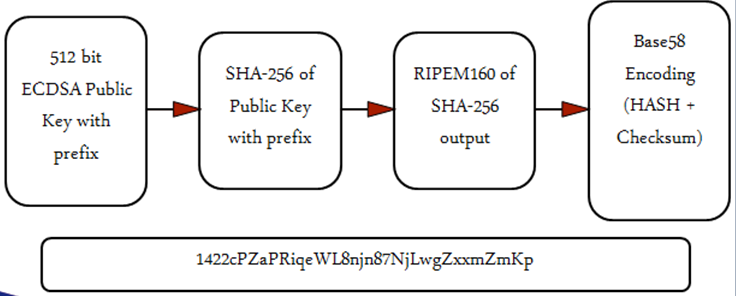 512 bit
ECDSA Public
Key with
prefix
SHA-256 of
Public Key
with prefix
RIPEM160 of
SHA-256
output
Base58
Encoding
(HASH +
Checksum)
1422cPZaPRiqeWL8njn87NjLwgZxxmZmKp